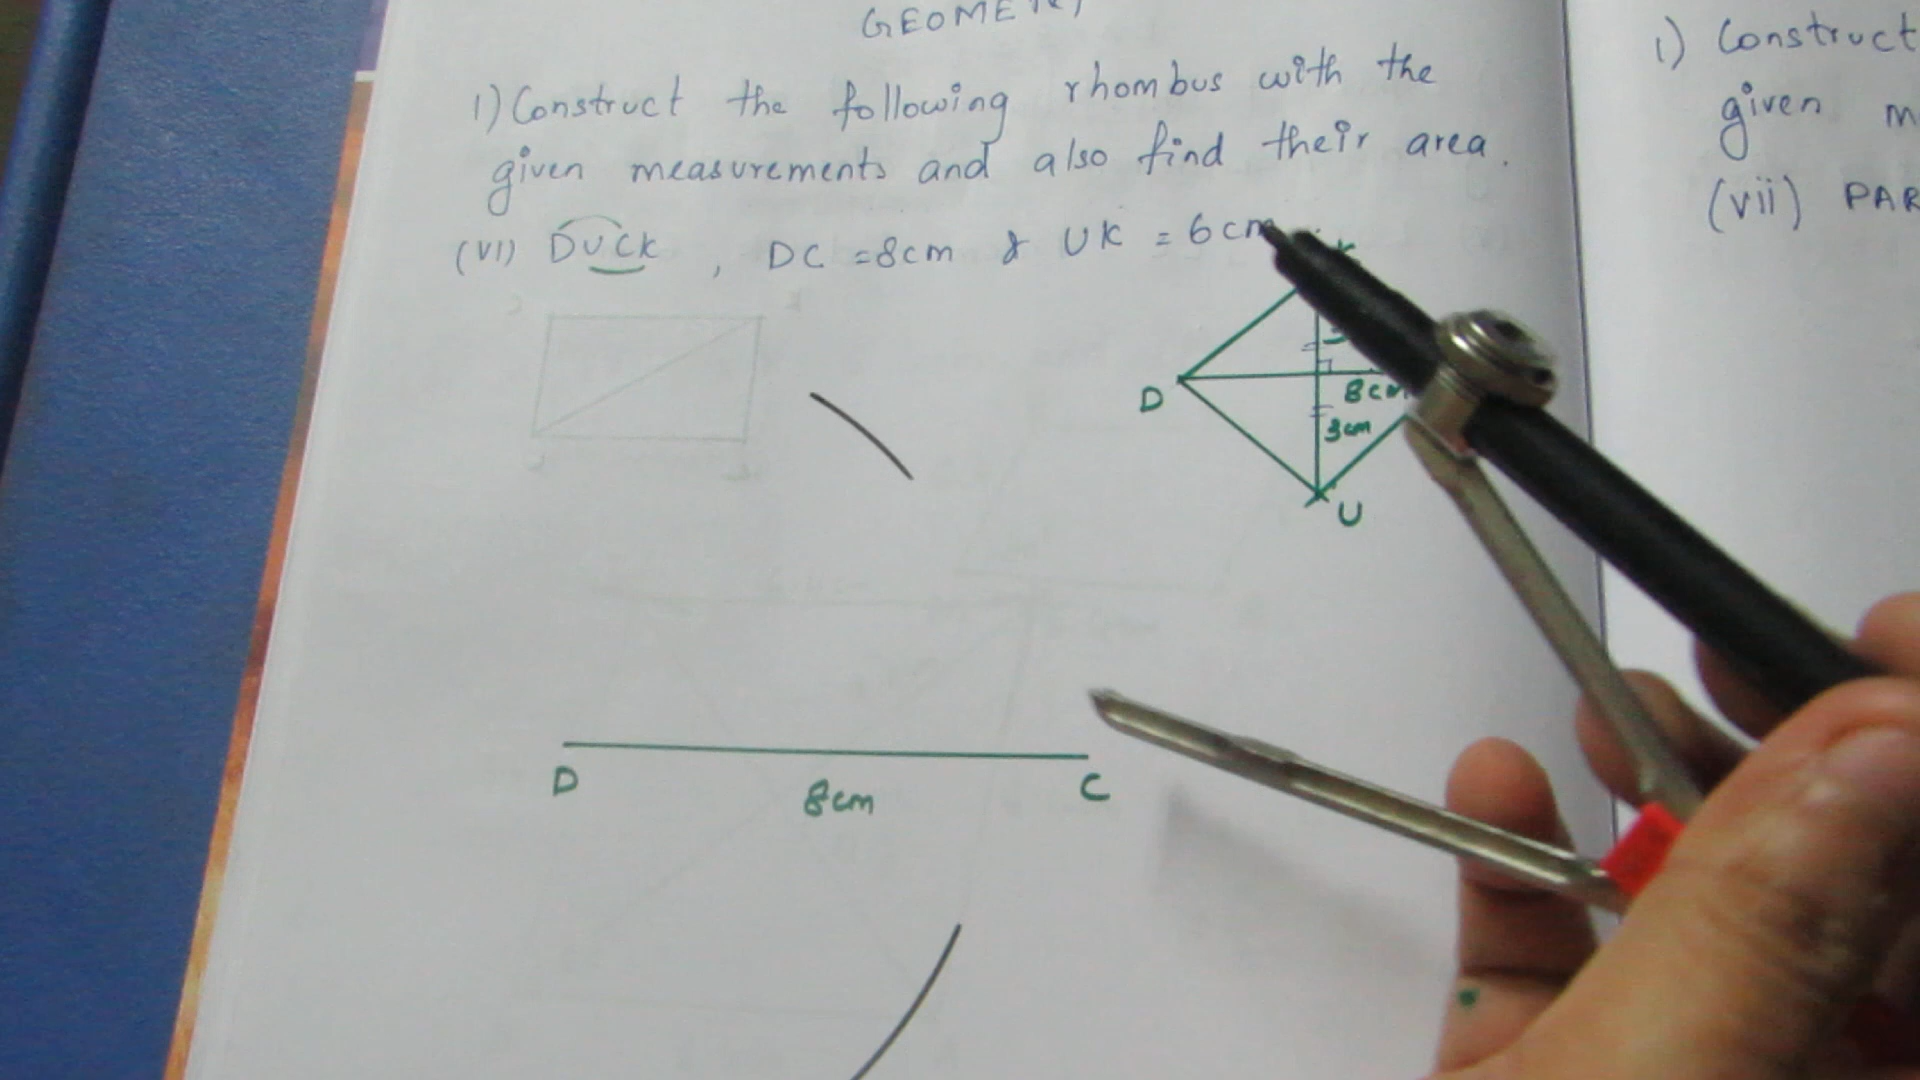 GEOMETRY
1) Construct the following rhombus with the
given measurements and also find their area.
(VI) DUCK, DC = 8cm & UK = 6cm
D
8cm
3cm
U
D
8cm
C
1) Construct
given
(vii) PAR